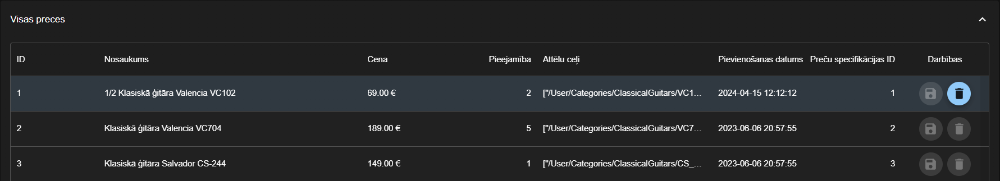 Visas preces
ID Nosaukums Cena Pieejamība Attēlu ceļi Pievienošanas datums Preču specifikācijas ID Darbības
1 1/2 Klasiskā ģitāra Valencia VC102 69.00 € 2 ["/User/Categories/ClassicalGuitars/VC1... 2024-04-15 12:12:12 1
2 Klasiskā ģitāra Valencia VC704 189.00 € 5 ["/User/Categories/ClassicalGuitars/VC7... 2023-06-06 20:57:55 2
3 Klasiskā ģitāra Salvador CS-244 149.00 € 1 ["/User/Categories/ClassicalGuitars/CS_... 2023-06-06 20:57:55 3